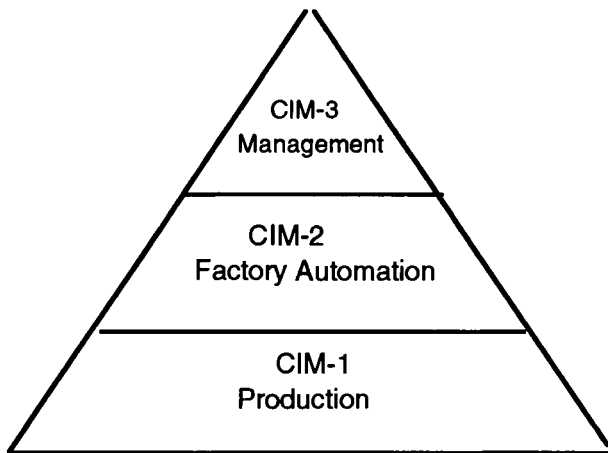 CIM-3
Management
CIM-2
Factory Automation
CIM-1
Production